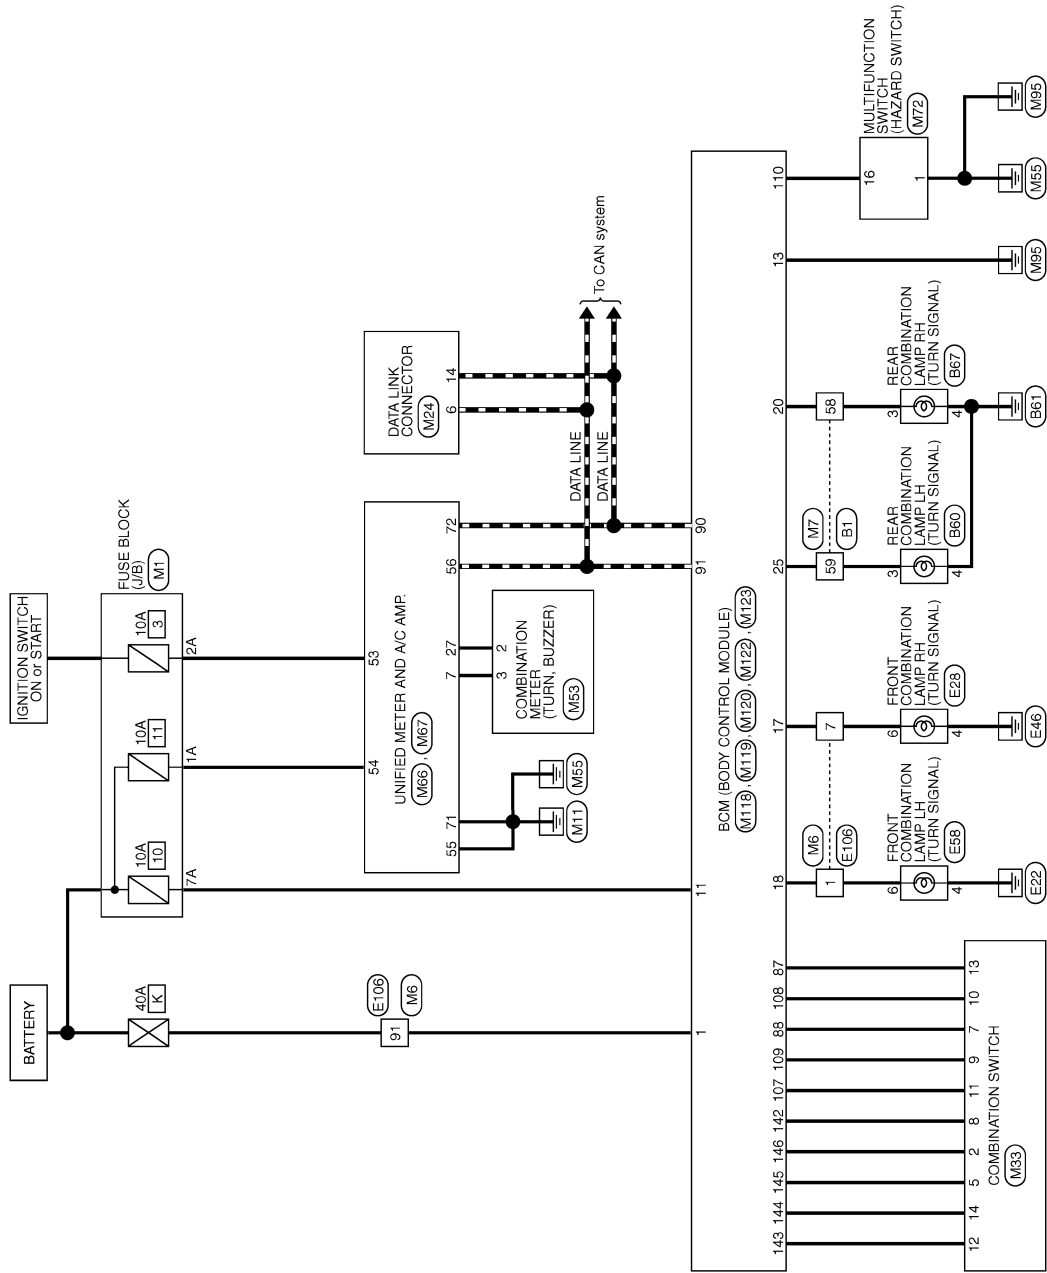 BATTERY
IGNITION SWITCH
ON or START
40A
K
10A
10
10A
11
10A
3
FUSE BLOCK
(J/B)
M1
7A
1A
2A
E106
M6
91
54
53
UNIFIED METER AND A/C AMP.
M66 , M67
55
71
7
27
56
72
M11
M55
3
2
COMBINATION
METER
(TURN, BUZZER)
M53
DATA LINK
CONNECTOR
M24
6
14
DATA LINE
DATA LINE
To CAN system
1
11
91
90
BCM (BODY CONTROL MODULE)
M118 , M119 , M120 , M122 , M123
143
144
145
146
142
107
109
88
108
87
18
17
25
20
13
110
12
14
5
2
8
11
9
7
10
13
COMBINATION SWITCH
M33
1
M6
E106
7
59
M7
B1
58
6
FRONT
COMBINATION
LAMP LH
(TURN SIGNAL)
E58
4
E22
6
FRONT
COMBINATION
LAMP RH
(TURN SIGNAL)
E28
4
E46
3
REAR
COMBINATION
LAMP LH
(TURN SIGNAL)
B60
4
3
REAR
COMBINATION
LAMP RH
(TURN SIGNAL)
B67
4
B61
M95
16
1
MULTIFUNCTION
SWITCH
(HAZARD SWITCH)
M72
M55
M95